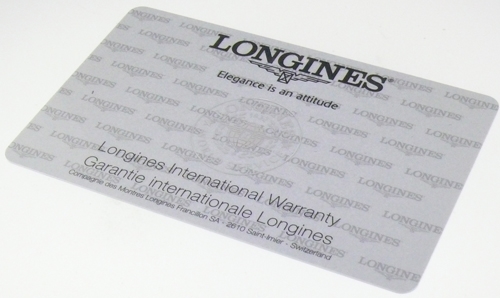 LONGINES®
Elegance is an attitude
Longines International Warranty
Garantie internationale Longines
Compagnie des Montres Longines Francillon SA - 2610 Saint-Imier - Switzerland